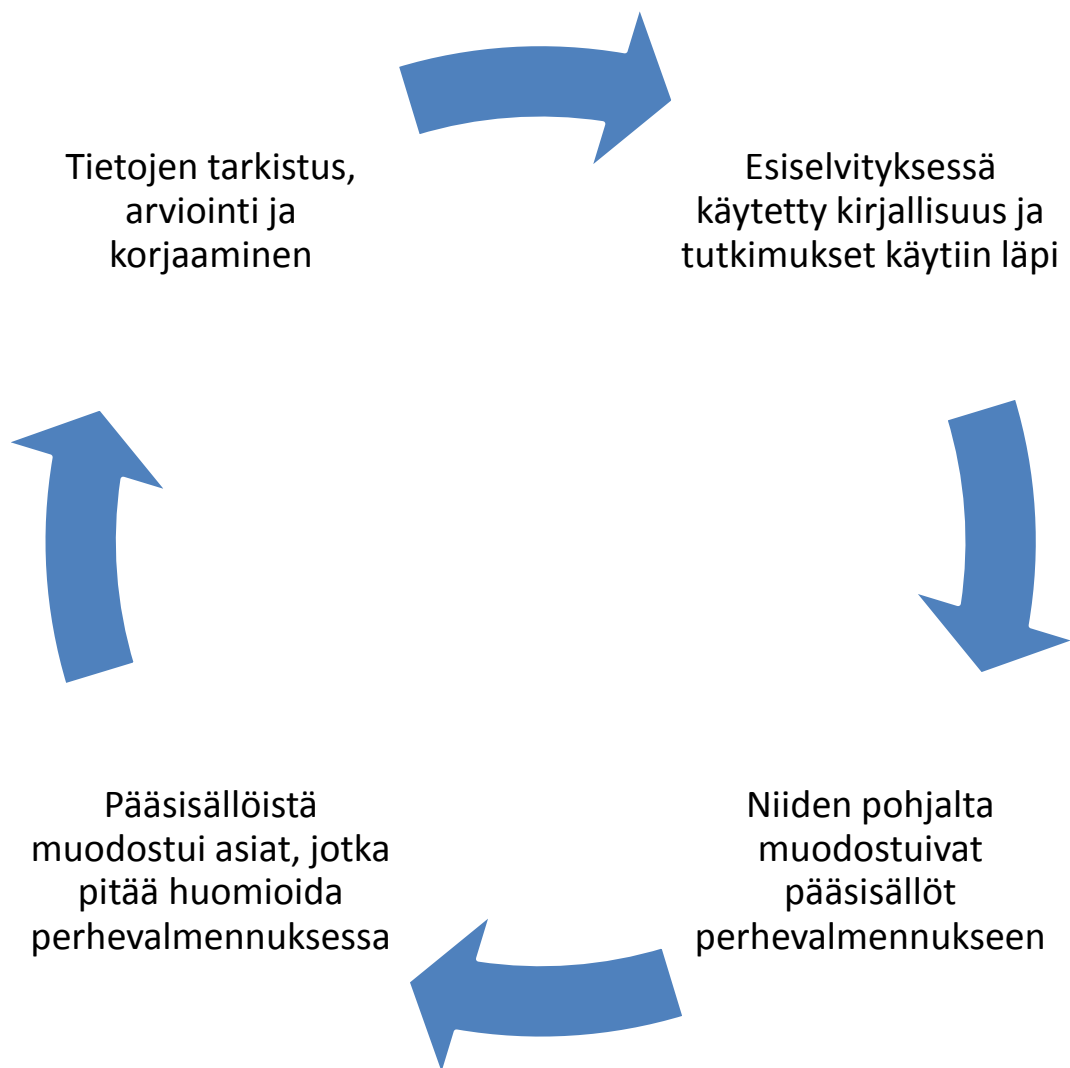 Tietojen tarkistus,
arviointi ja
korjaaminen
Esiselvityksessä
käytetty kirjallisuus ja
tutkimukset käytiin läpi
Niiden pohjalta
muodostuivat
pääsisällöt
perhevalmennukseen
Pääsisällöistä
muodostui asiat, jotka
pitää huomioida
perhevalmennuksessa